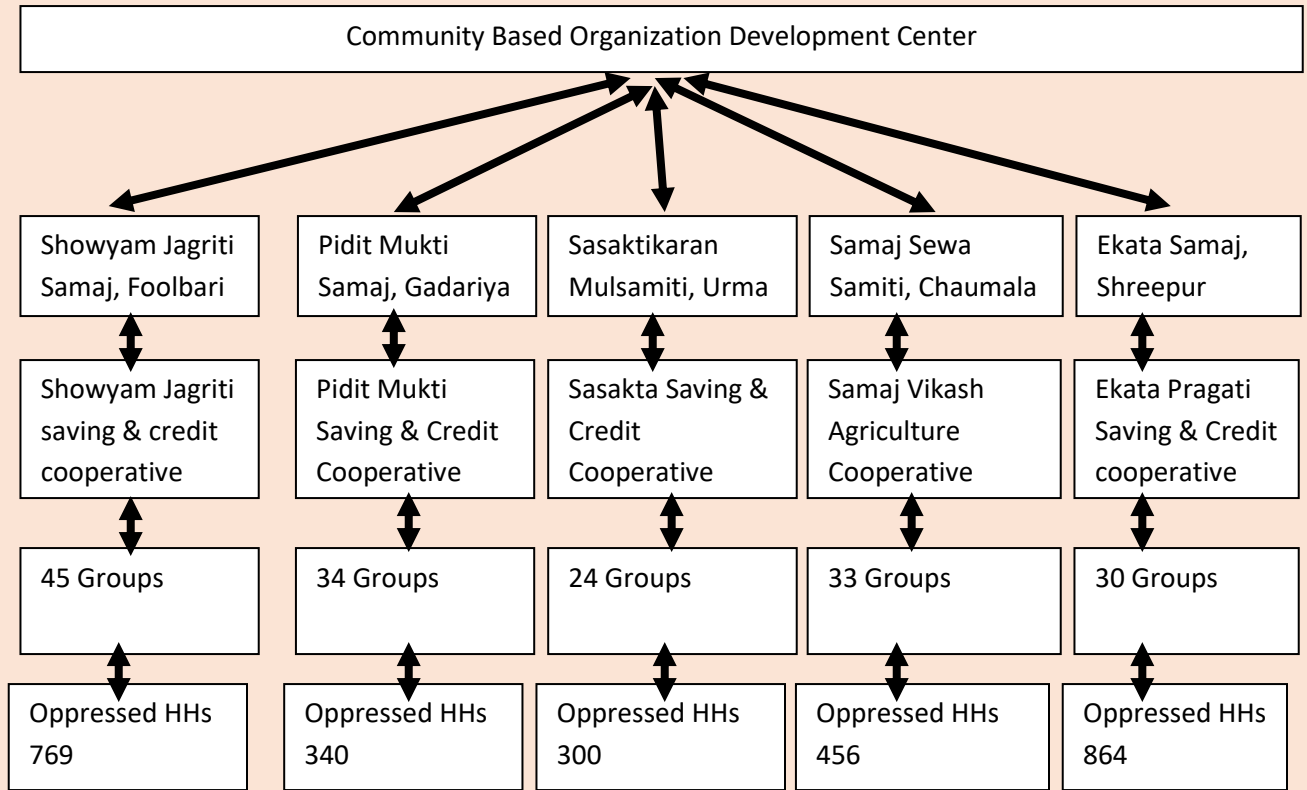 Community Based Organization Development Center
Showyam Jagriti
Samaj, Foolbari
Pidit Mukti
Samaj, Gadariya
Sasaktikaran
Mulsamiti, Urma
Samaj Sewa
Samiti, Chaumala
Ekata Samaj,
Shreepur
Showyam Jagriti
saving & credit
cooperative
Pidit Mukti
Saving & Credit
Cooperative
Sasakta Saving &
Credit
Cooperative
Samaj Vikash
Agriculture
Cooperative
Ekata Pragati
Saving & Credit
cooperative
45 Groups
34 Groups
24 Groups
33 Groups
30 Groups
Oppressed HHs
769
Oppressed HHs
340
Oppressed HHs
300
Oppressed HHs
456
Oppressed HHs
864